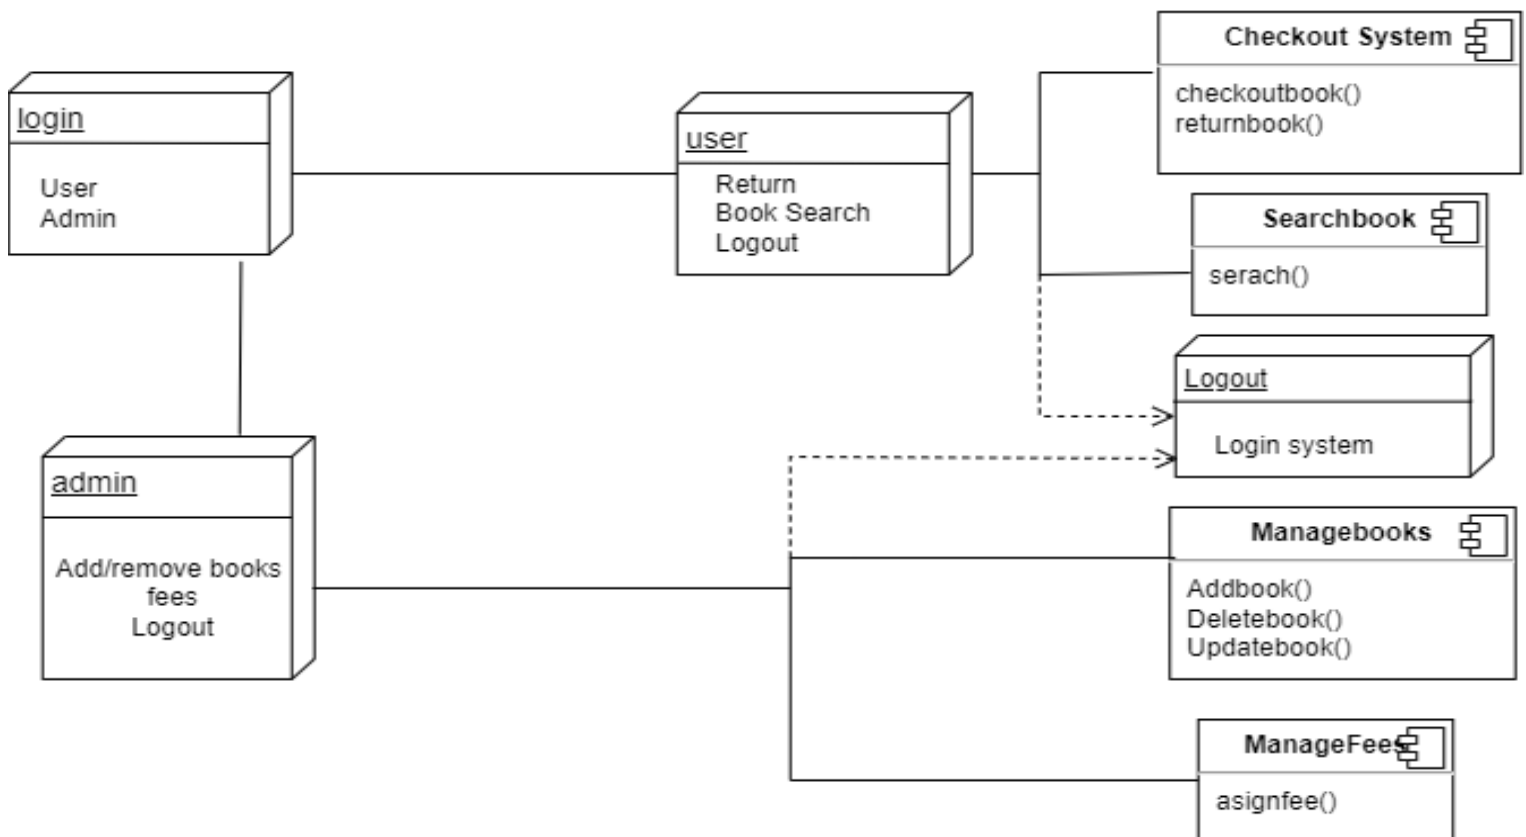 login
User
Admin
user
Return
Book Search
Logout
Checkout System
checkoutbook()
returnbook()
Searchbook
serach()
Logout
Login system
admin
Add/remove books
fees
Logout
Managebooks
Addbook()
Deletebook()
Updatebook()
ManageFees
asignfee()